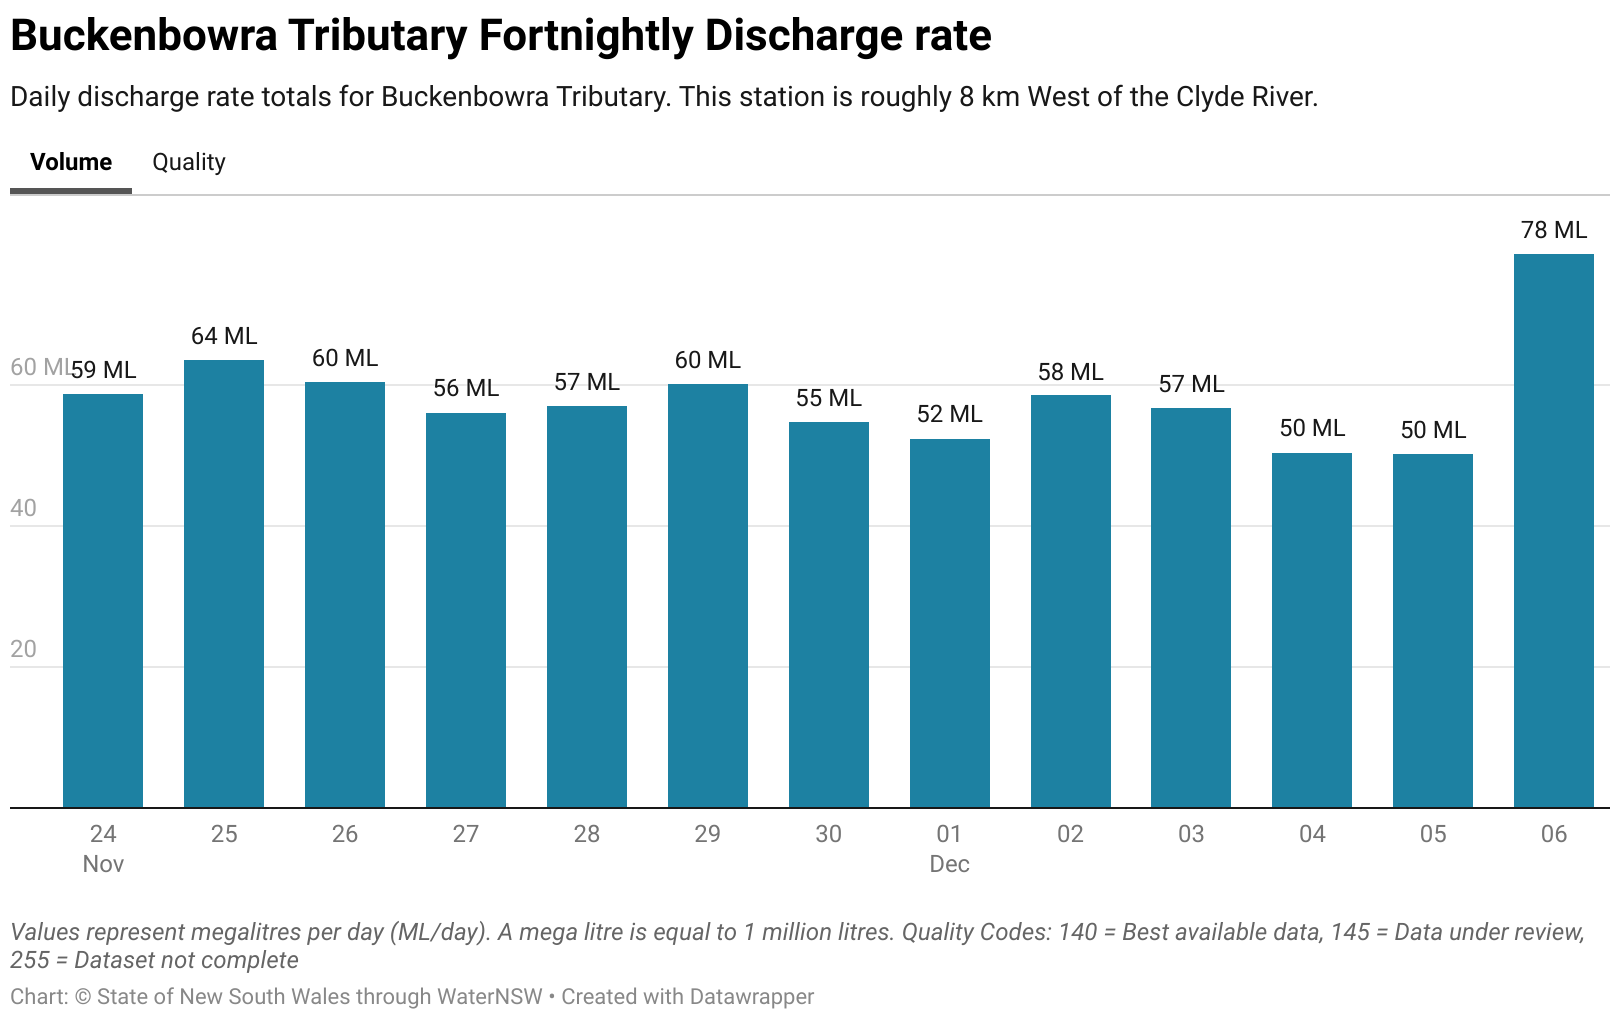 Buckenbowra Tributary Fortnightly Discharge rate
Daily discharge rate totals for Buckenbowra Tributary. This station is roughly 8 km West of the Clyde River.
Volume Quality
78 ML
64 ML
60 ML 59 ML 60 ML 56 ML 57 ML 60 ML 55 ML 52 ML 58 ML 57 ML 50 ML 50 ML
40
20
24 25 26 27 28 29 30 01 02 03 04 05 06
Nov Dec
Values represent megalitres per day (ML/day). A mega litre is equal to 1 million litres. Quality Codes: 140 = Best available data, 145 = Data under review,
255 = Dataset not complete
Chart: © State of New South Wales through WaterNSW • Created with Datawrapper